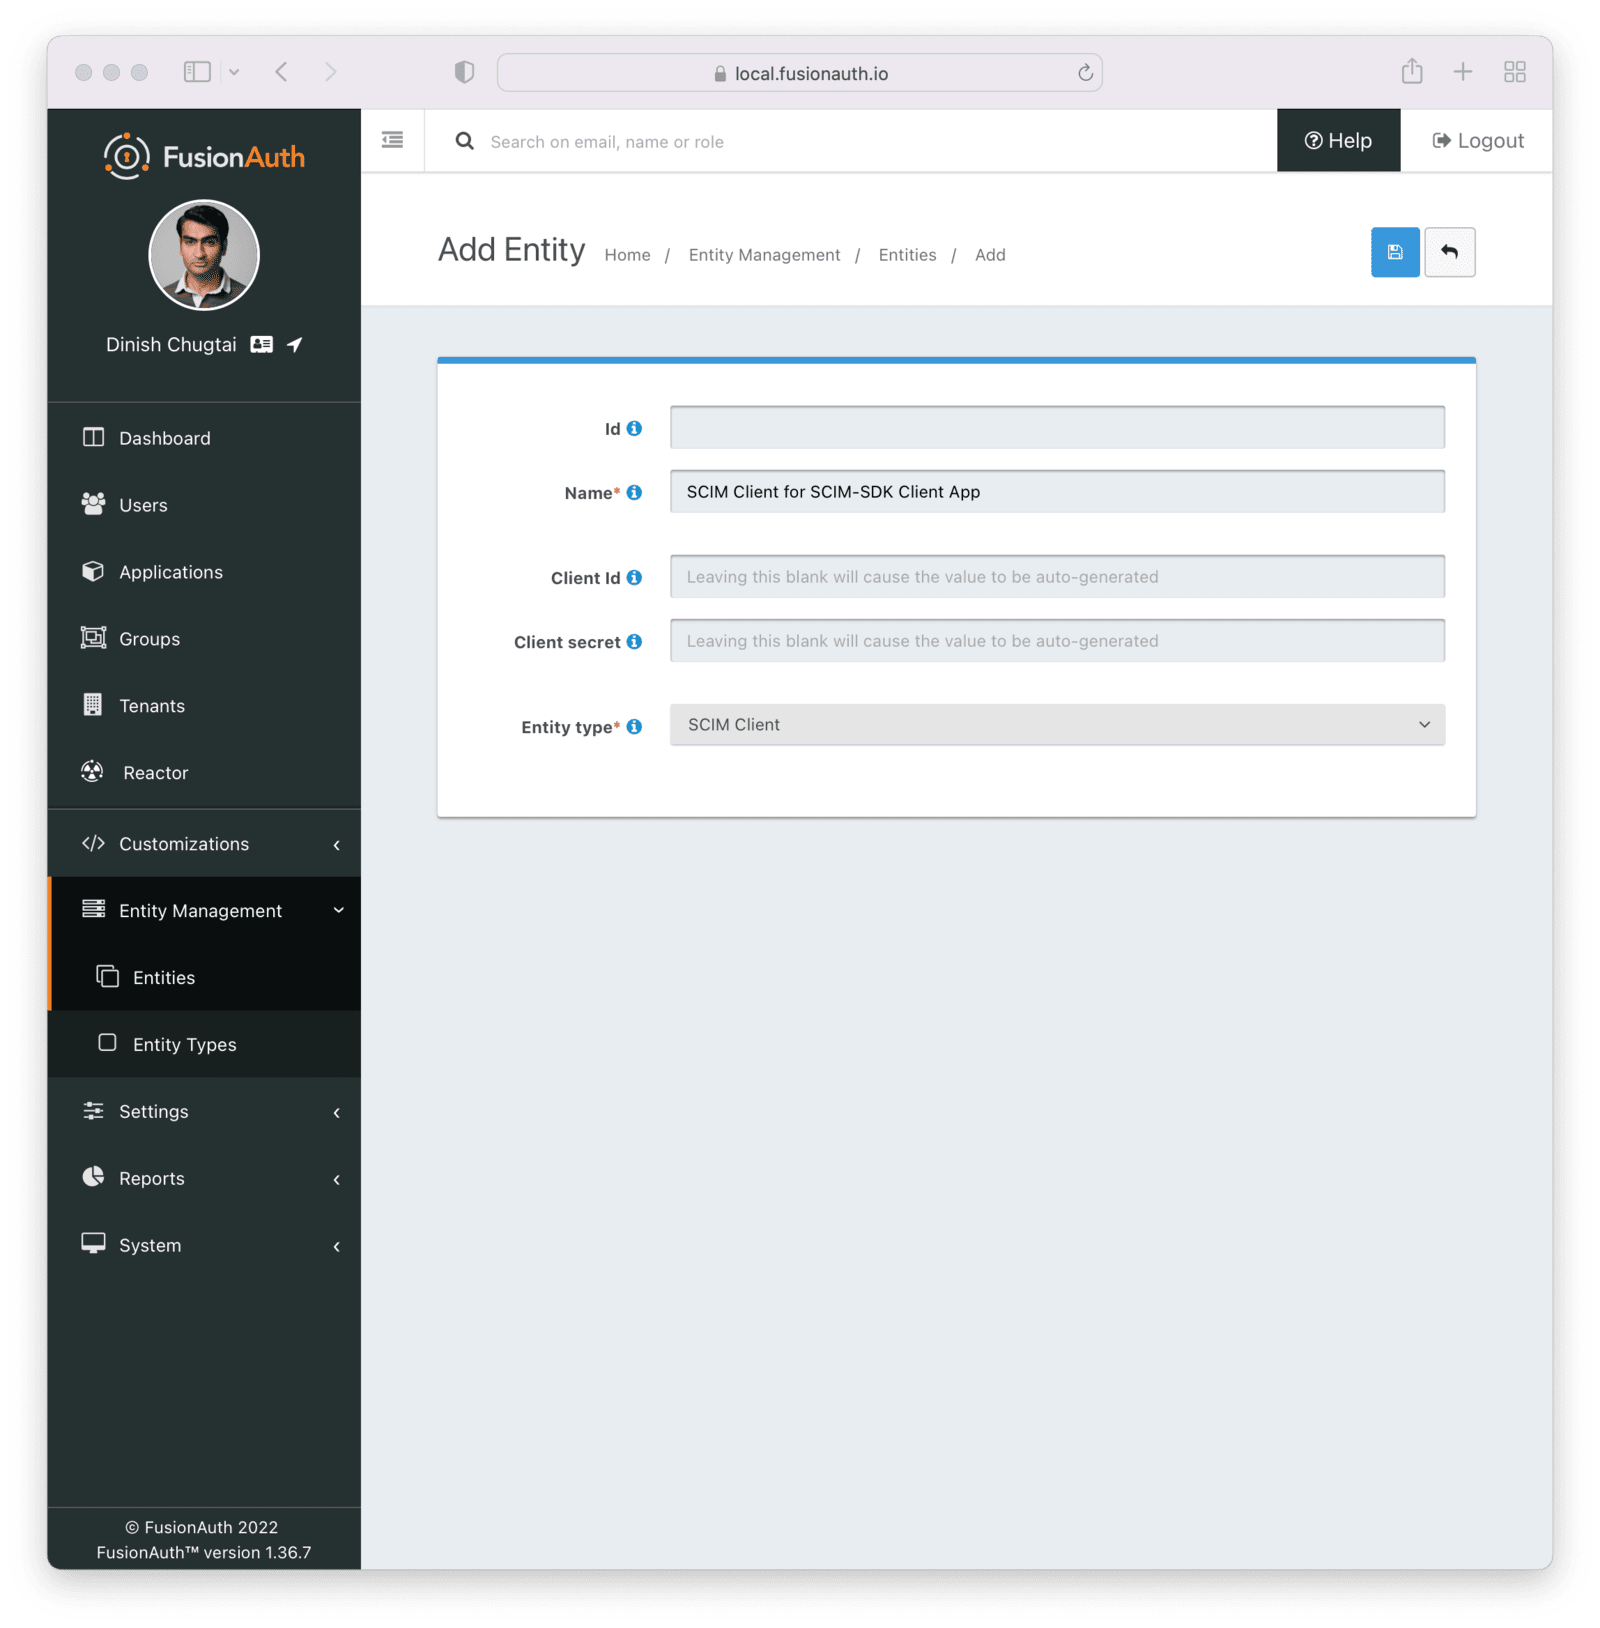 local.fusionauth.io
FusionAuth
Search on email, name or role
Help
Logout
Dinish Chugtai
Dashboard
Users
Applications
Groups
Tenants
Reactor
Customizations
Entity Management
Entities
Entity Types
Settings
Reports
System
© FusionAuth 2022
FusionAuth™ version 1.36.7
Add Entity Home / Entity Management / Entities / Add
Id
Name* SCIM Client for SCIM-SDK Client App
Client Id Leaving this blank will cause the value to be auto-generated
Client secret Leaving this blank will cause the value to be auto-generated
Entity type* SCIM Client